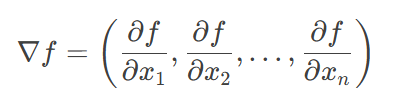 ∇f = ( ∂f/∂x₁, ∂f/∂x₂, . . . , ∂f/∂xₙ )